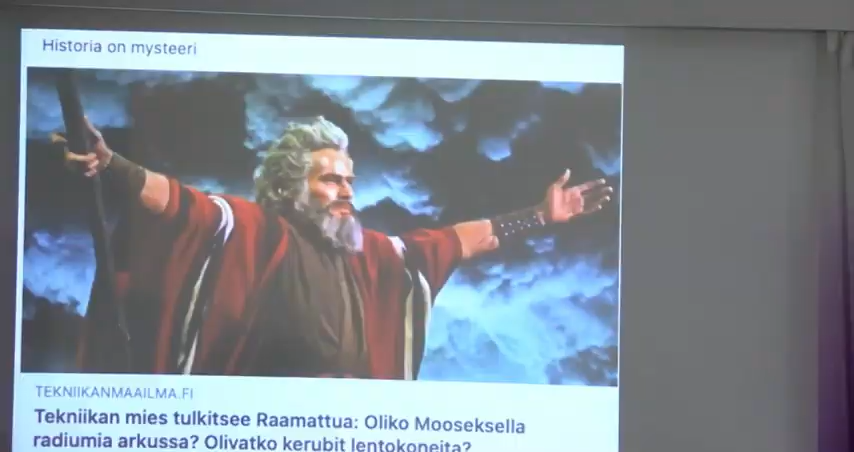 Historia on mysteeri
TEKNIIKANMAAILMA.FI
Tekniikan mies tulkitsee Raamattua: Oliko Mooseksella
radiumia arkussa? Olivatko kerubit lentokoneita?